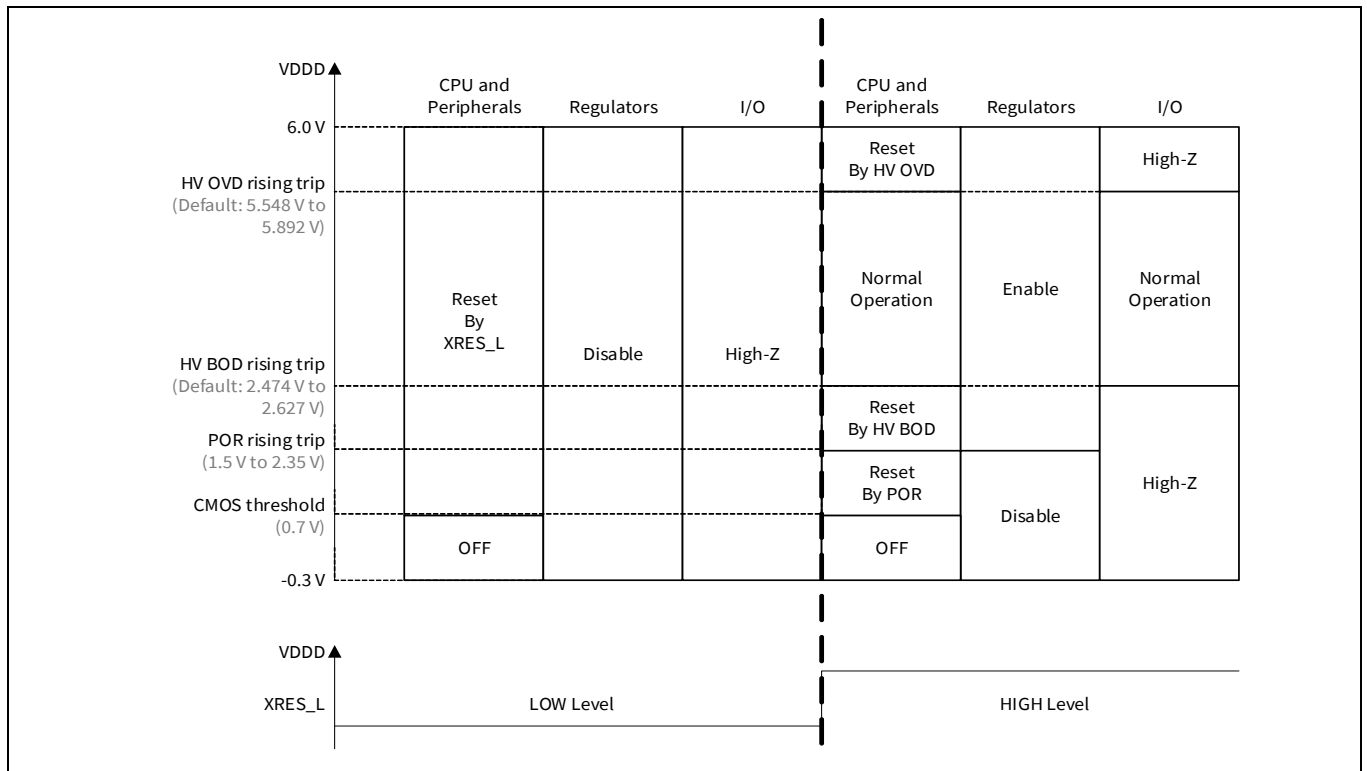 VDDD
CPU and
Peripherals
Regulators
I/O
CPU and
Peripherals
Regulators
I/O
6.0 V
Reset
By HV OVD
High-Z
HV OVD rising trip
(Default: 5.548 V to
5.892 V)
Normal
Operation
Enable
Normal
Operation
Reset
By
XRES_L
Disable
High-Z
HV BOD rising trip
(Default: 2.474 V to
2.627 V)
Reset
By HV BOD
POR rising trip
(1.5 V to 2.35 V)
Reset
By POR
High-Z
CMOS threshold
(0.7 V)
Disable
OFF
OFF
-0.3 V
VDDD
XRES_L
LOW Level
HIGH Level